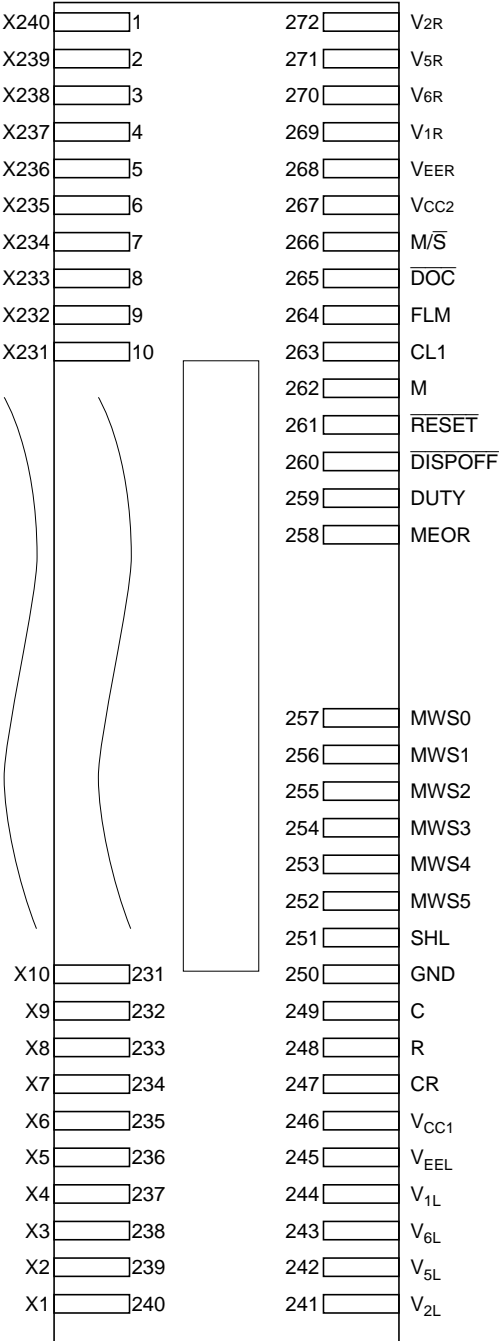 X240 1 272 V2R
X239 2 271 V5R
X238 3 270 V6R
X237 4 269 V1R
X236 5 268 VEER
X235 6 267 VCC2
X234 7 266 M/S̅
X233 8 265 D̅O̅C̅
X232 9 264 FLM
X231 10 263 CL1
262 M
261 R̅E̅S̅E̅T̅
260 D̅I̅S̅P̅O̅F̅F̅
259 DUTY
258 MEOR
257 MWS0
256 MWS1
255 MWS2
254 MWS3
253 MWS4
252 MWS5
251 SHL
X10 231 250 GND
X9 232 249 C
X8 233 248 R
X7 234 247 CR
X6 235 246 VCC1
X5 236 245 VEEL
X4 237 244 V1L
X3 238 243 V6L
X2 239 242 V5L
X1 240 241 V2L